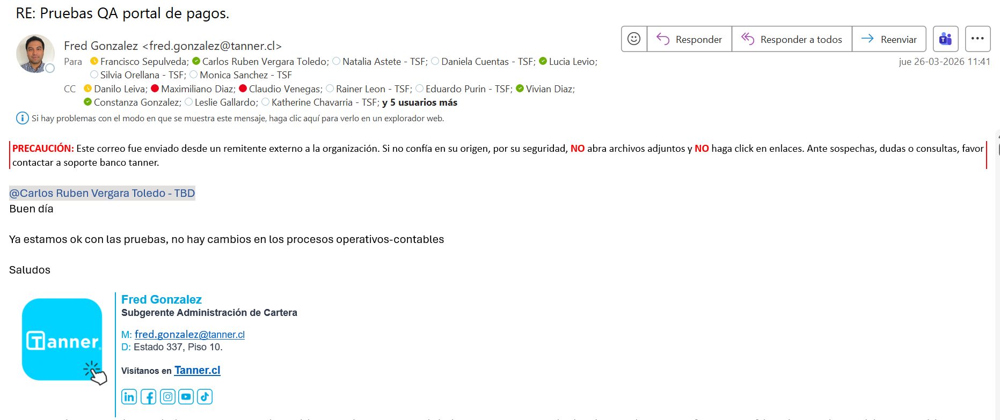 RE: Pruebas QA portal de pagos.
Fred Gonzalez <fred.gonzalez@tanner.cl>
Responder
Responder a todos
Reenviar
Para Francisco Sepulveda; Carlos Ruben Vergara Toledo; Natalia Astete - TSF; Daniela Cuentas - TSF; Lucia Levio;
jue 26-03-2026 11:41
Silvia Orellana - TSF; Monica Sanchez - TSF
CC Danilo Leiva; Maximiliano Diaz; Claudio Venegas; Rainer Leon - TSF; Eduardo Purin - TSF; Vivian Diaz;
Constanza Gonzalez; Leslie Gallardo; Katherine Chavarria - TSF; y 5 usuarios más
Si hay problemas con el modo en que se muestra este mensaje, haga clic aquí para verlo en un explorador web.
PRECAUCIÓN: Este correo fue enviado desde un remitente externo a la organización. Si no confía en su origen, por su seguridad, NO abra archivos adjuntos y NO haga click en enlaces. Ante sospechas, dudas o consultas, favor
contactar a soporte banco tanner.
@Carlos Ruben Vergara Toledo - TBD
Buen día
Ya estamos ok con las pruebas, no hay cambios en los procesos operativos-contables
Saludos
Tanner
Fred Gonzalez
Subgerente Administración de Cartera
M: fred.gonzalez@tanner.cl
D: Estado 337, Piso 10.
Visítanos en Tanner.cl